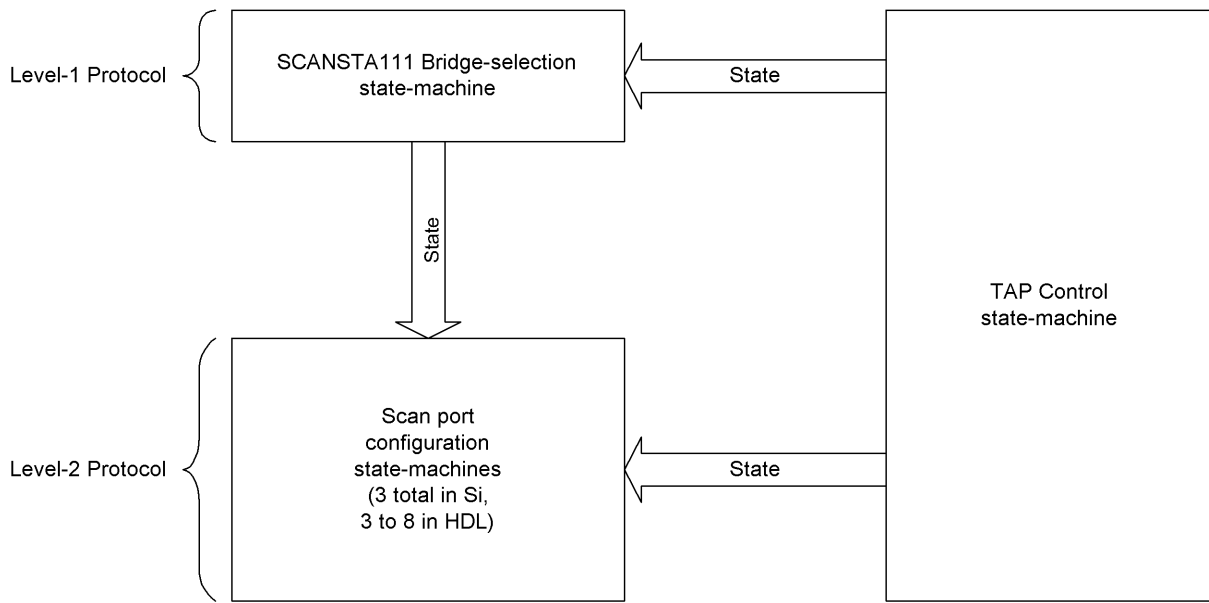 Level-1 Protocol
SCANSTA111 Bridge-selection
state-machine
State
State
TAP Control
state-machine
Level-2 Protocol
Scan port
configuration
state-machines
(3 total in Si,
3 to 8 in HDL)
State